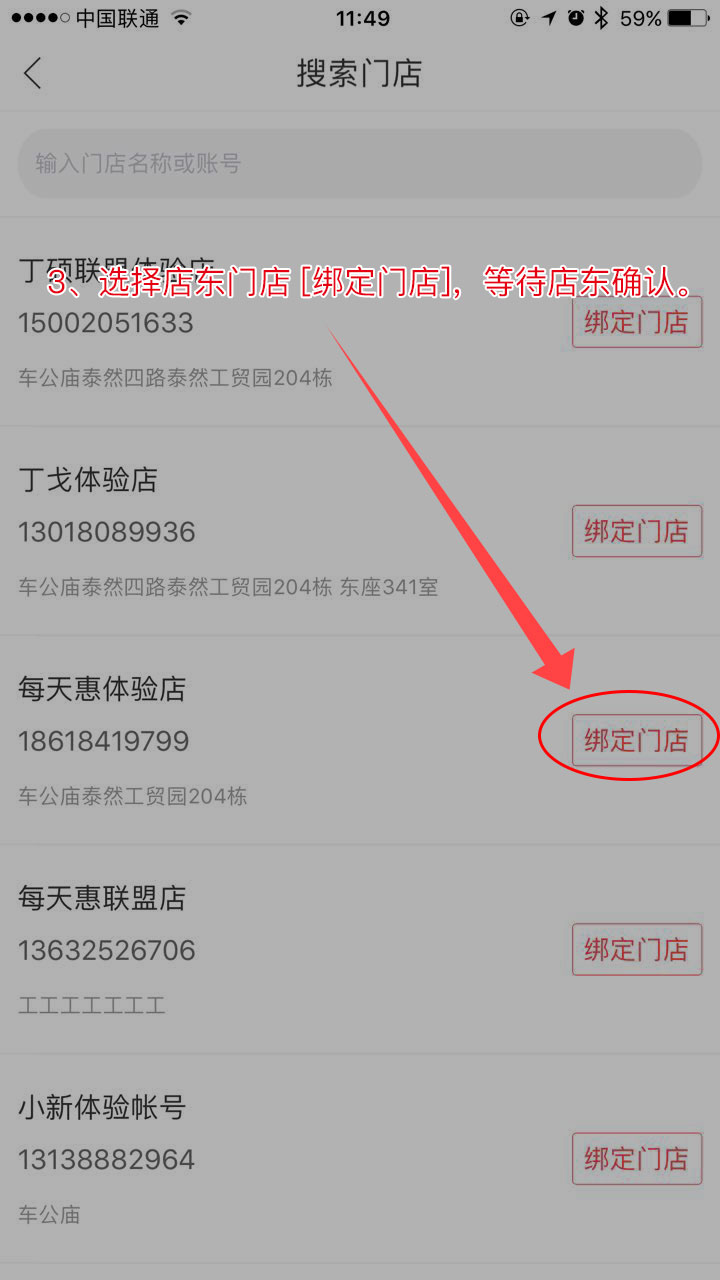 中国联通 11:49 59%
搜索门店
输入门店名称或账号
丁硕联盟体验店
3、选择店东门店 [绑定门店]，等待店东确认。
15002051633
绑定门店
车公庙泰然四路泰然工贸园204栋
丁戈体验店
13018089936
绑定门店
车公庙泰然四路泰然工贸园204栋 东座341室
每天惠体验店
18618419799
绑定门店
车公庙泰然工贸园204栋
每天惠联盟店
13632526706
绑定门店
工工工工工工工
小新体验帐号
13138882964
绑定门店
车公庙